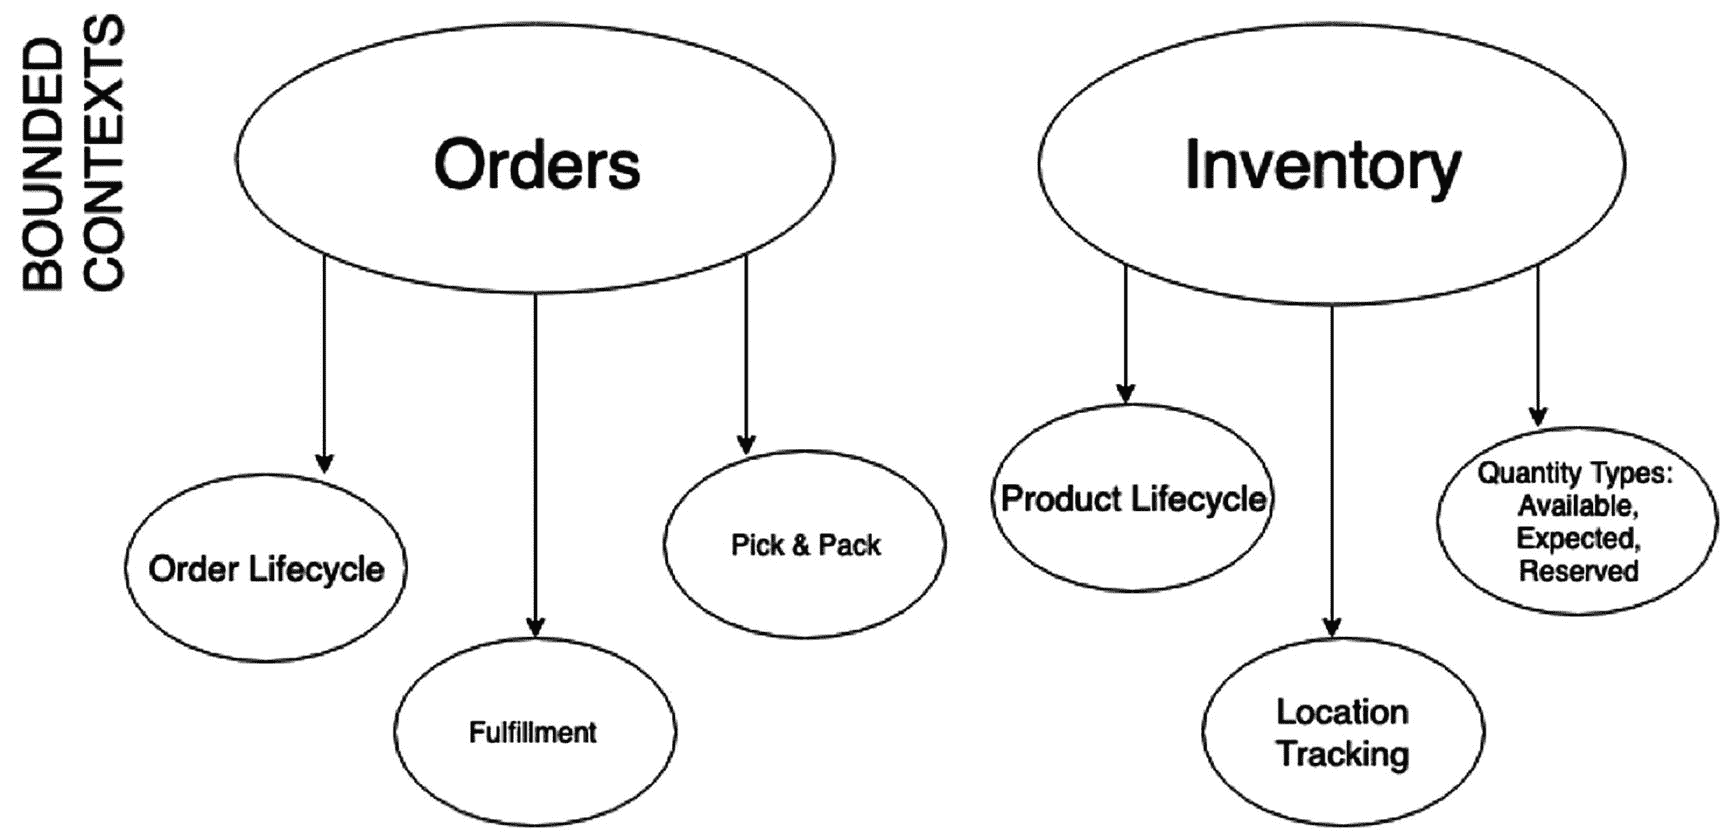 BOUNDED
CONTEXTS
Orders
Inventory
Order Lifecycle
Fulfillment
Pick & Pack
Product Lifecycle
Location
Tracking
Quantity Types:
Available,
Expected,
Reserved